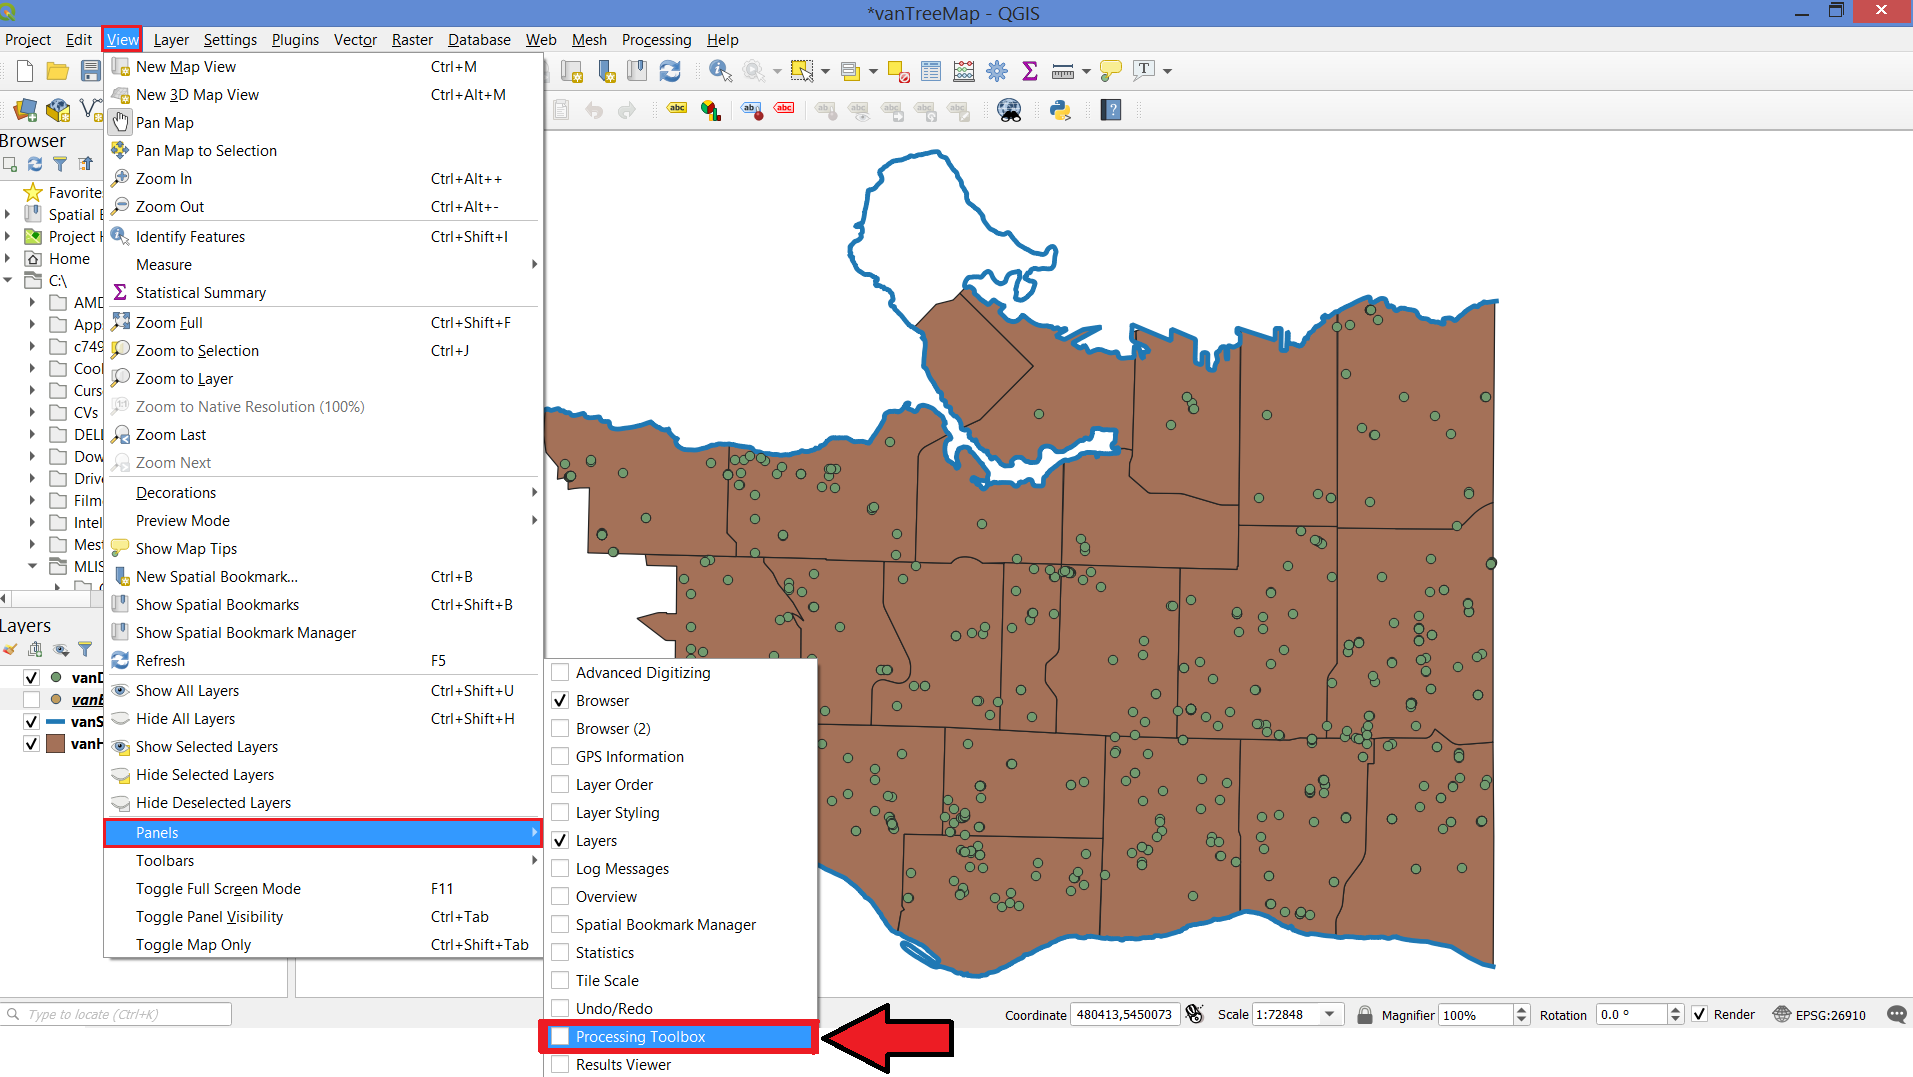 *vanTreeMap - QGIS
Project Edit View Layer Settings Plugins Vector Raster Database Web Mesh Processing Help
New Map View Ctrl+M
New 3D Map View Ctrl+Alt+M
Pan Map
Pan Map to Selection
Zoom In Ctrl+Alt++
Zoom Out Ctrl+Alt+-
Identify Features Ctrl+Shift+I
Measure
Statistical Summary
Zoom Full Ctrl+Shift+F
Zoom to Selection Ctrl+J
Zoom to Layer
Zoom to Native Resolution (100%)
Zoom Last
Zoom Next
Decorations
Preview Mode
Show Map Tips
New Spatial Bookmark... Ctrl+B
Show Spatial Bookmarks Ctrl+Shift+B
Show Spatial Bookmark Manager
Refresh F5
Show All Layers Ctrl+Shift+U
Hide All Layers Ctrl+Shift+H
Show Selected Layers
Hide Selected Layers
Hide Deselected Layers
Panels
Toolbars
Toggle Full Screen Mode F11
Toggle Panel Visibility Ctrl+Tab
Toggle Map Only Ctrl+Shift+Tab
Browser
Favorite
Spatial B
Project H
Home
C:\
AMD
App
c749
Cool
Curs
CVs
DELL
Dow
Drive
Film
Intel
Mest
MLIS
Layers
vanD
vanB
vanS
vanH
Advanced Digitizing
Browser
Browser (2)
GPS Information
Layer Order
Layer Styling
Layers
Log Messages
Overview
Spatial Bookmark Manager
Statistics
Tile Scale
Undo/Redo
Processing Toolbox
Results Viewer
abc ab abc
Type to locate (Ctrl+K)
Coordinate 480413,5450073 Scale 1:72848 Magnifier 100% Rotation 0.0 ° Render EPSG:26910